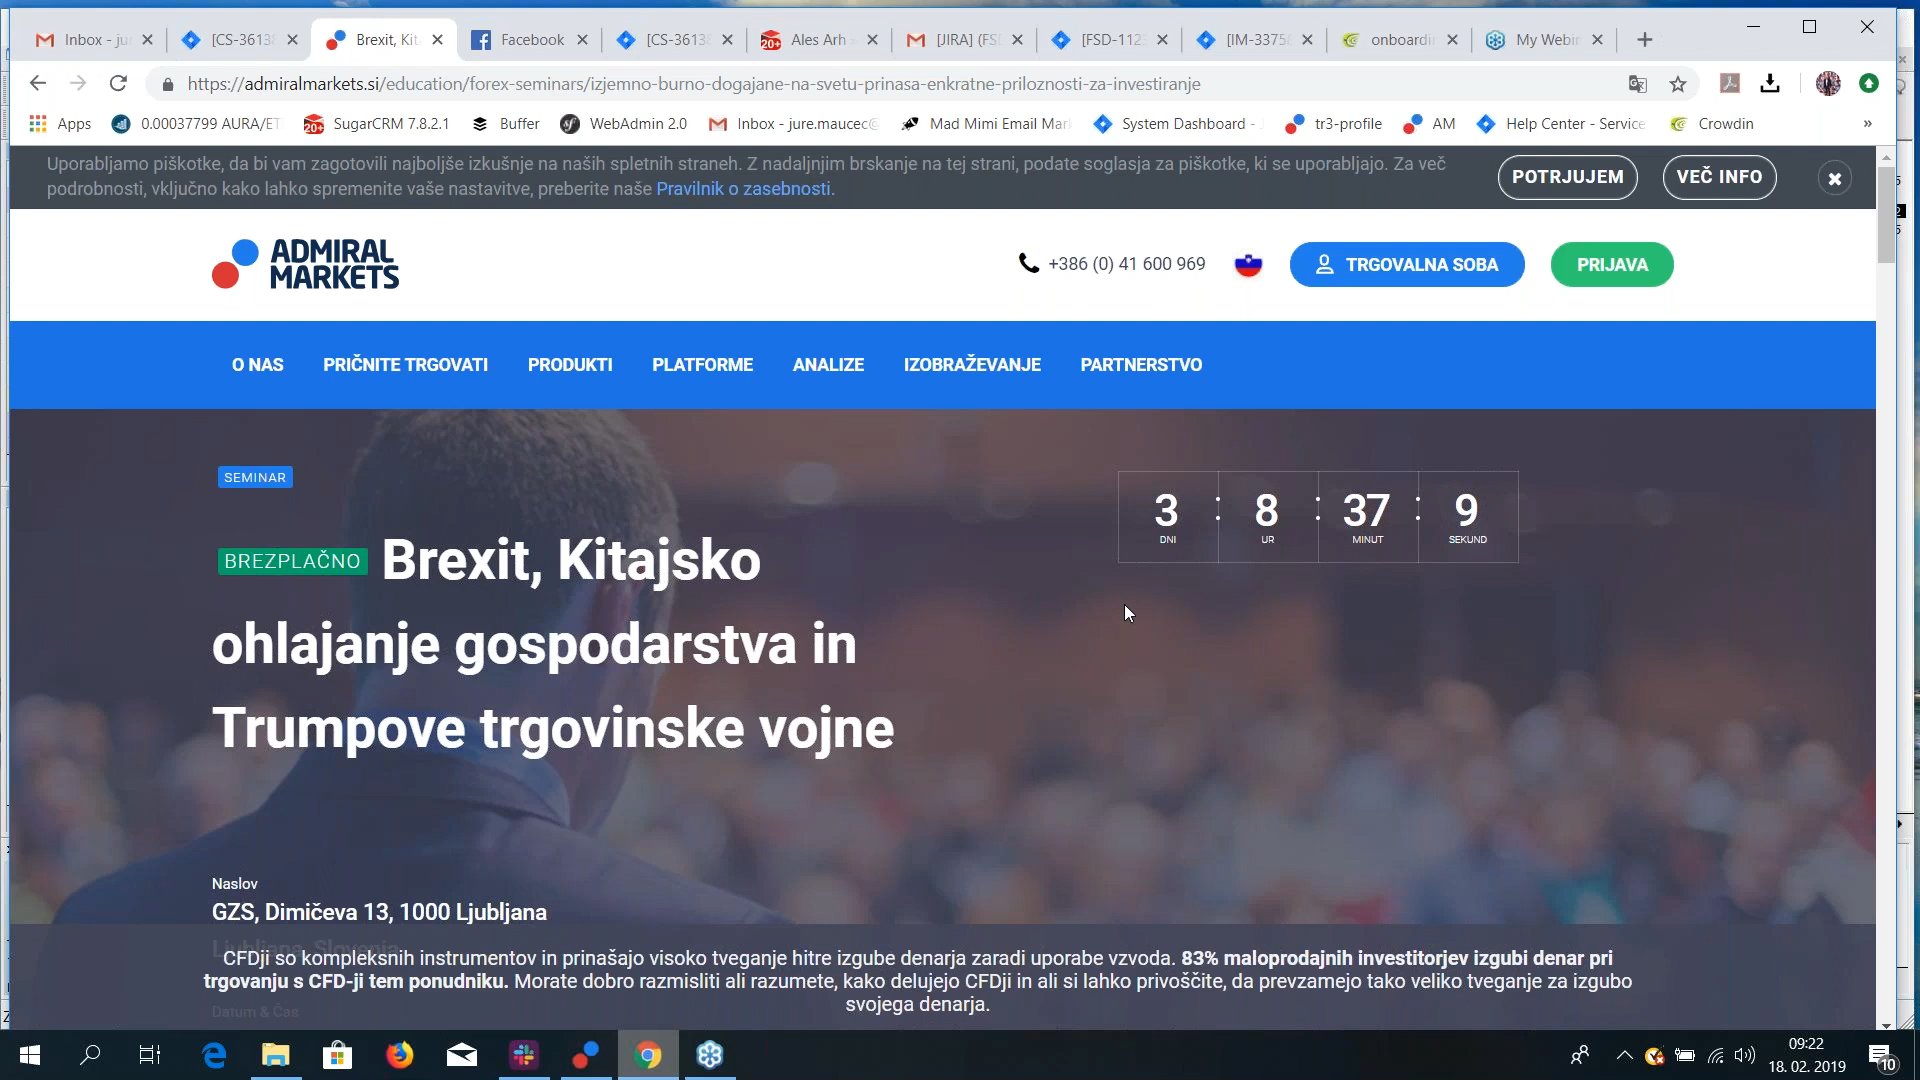 Inbox - ju
[CS-3613
Brexit, Kit
Facebook
[CS-3613
20+
Ales Arh
[JIRA] (FS
[FSD-112
[IM-3375
onboardi
My Webi
https://admiralmarkets.si/education/forex-seminars/izjemno-burno-dogajane-na-svetu-prinasa-enkratne-priloznosti-za-investiranje
Apps
0.00037799 AURA/ET
20+
SugarCRM 7.8.2.1
Buffer
WebAdmin 2.0
Inbox - jure.maucec@
Mad Mimi Email Mar
System Dashboard -
tr3-profile
AM
Help Center - Service
Crowdin
»
Uporabljamo piškotke, da bi vam zagotovili najboljše izkušnje na naših spletnih straneh. Z nadaljnjim brskanje na tej strani, podate soglasja za piškotke, ki se uporabljajo. Za več
podrobnosti, vključno kako lahko spremenite vaše nastavitve, preberite naše Pravilnik o zasebnosti.
POTRJUJEM
VEČ INFO
ADMIRAL
MARKETS
+386 (0) 41 600 969
TRGOVALNA SOBA
PRIJAVA
O NAS
PRIČNITE TRGOVATI
PRODUKTI
PLATFORME
ANALIZE
IZOBRAŽEVANJE
PARTNERSTVO
SEMINAR
3 : 8 : 37 : 9
DNI UR MINUT SEKUND
BREZPLAČNO Brexit, Kitajsko
ohlajanje gospodarstva in
Trumpove trgovinske vojne
Naslov
GZS, Dimičeva 13, 1000 Ljubljana
Ljubljana, Slovenia
CFDji so kompleksnih instrumentov in prinašajo visoko tveganje hitre izgube denarja zaradi uporabe vzvoda. 83% maloprodajnih investitorjev izgubi denar pri
trgovanju s CFD-ji tem ponudniku. Morate dobro razmisliti ali razumete, kako delujejo CFDji in ali si lahko privoščite, da prevzamejo tako veliko tveganje za izgubo
svojega denarja.
Datum & Čas
09:22
18. 02. 2019
10